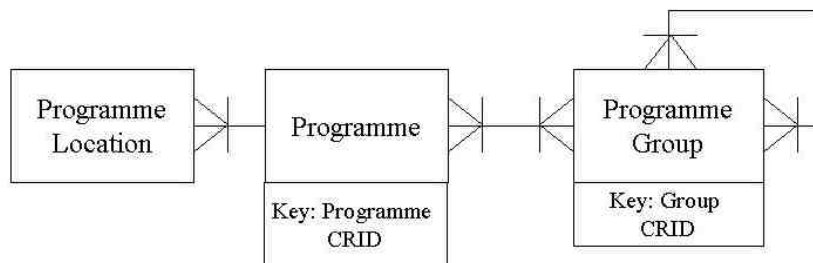 Programme
Location
Programme
Key: Programme
CRID
Programme
Group
Key: Group
CRID